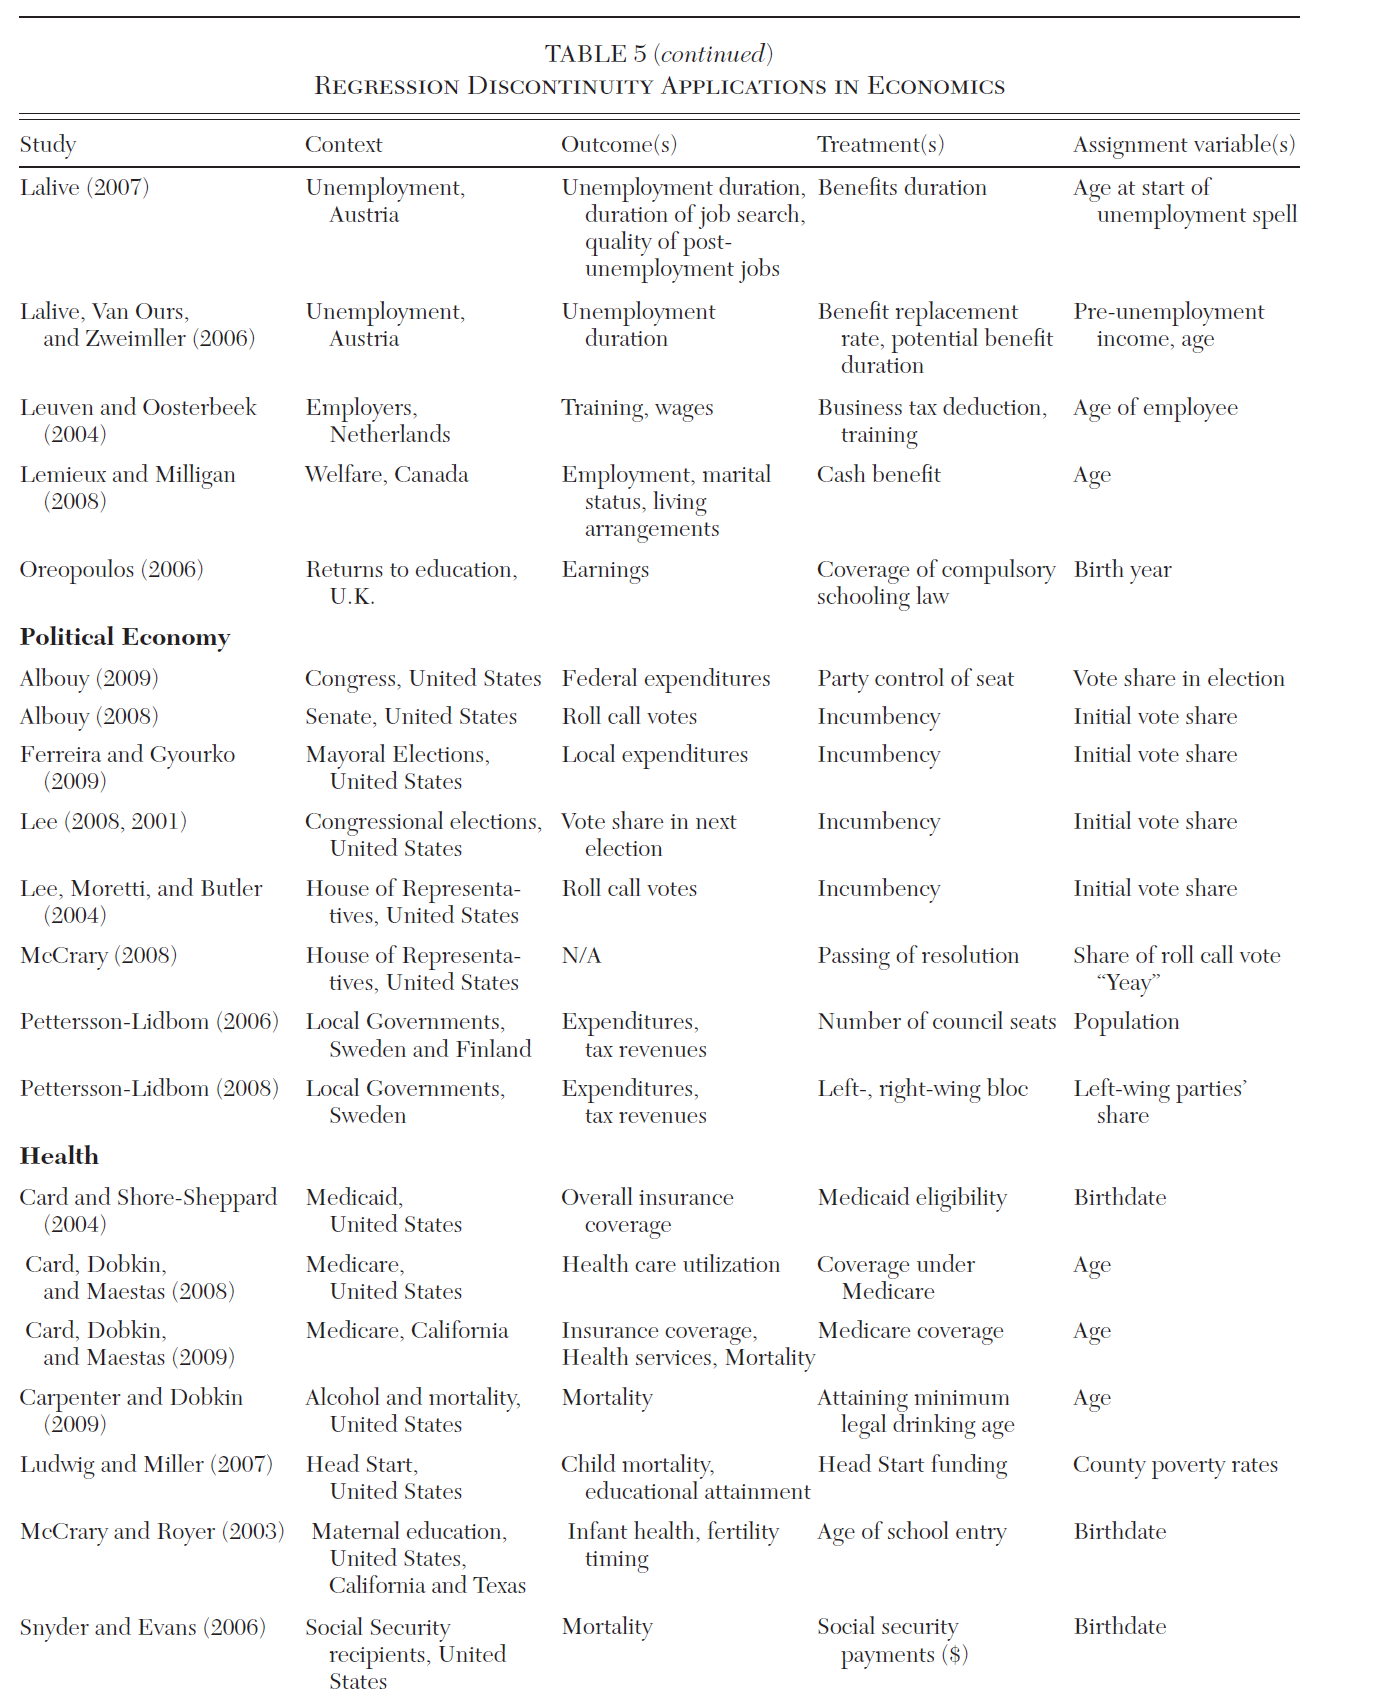 TABLE 5 (continued)
Regression Discontinuity Applications in Economics
Study Context Outcome(s) Treatment(s) Assignment variable(s)
Lalive (2007) Unemployment, Unemployment duration, Benefits duration Age at start of
Austria duration of job search, unemployment spell
quality of post-
unemployment jobs
Lalive, Van Ours, Unemployment, Unemployment Benefit replacement Pre-unemployment
and Zweimller (2006) Austria duration rate, potential benefit income, age
duration
Leuven and Oosterbeek Employers, Training, wages Business tax deduction, Age of employee
(2004) Netherlands training
Lemieux and Milligan Welfare, Canada Employment, marital Cash benefit Age
(2008) status, living
arrangements
Oreopoulos (2006) Returns to education, Earnings Coverage of compulsory Birth year
U.K. schooling law
Political Economy
Albouy (2009) Congress, United States Federal expenditures Party control of seat Vote share in election
Albouy (2008) Senate, United States Roll call votes Incumbency Initial vote share
Ferreira and Gyourko Mayoral Elections, Local expenditures Incumbency Initial vote share
(2009) United States
Lee (2008, 2001) Congressional elections, Vote share in next Incumbency Initial vote share
United States election
Lee, Moretti, and Butler House of Representa- Roll call votes Incumbency Initial vote share
(2004) tives, United States
McCrary (2008) House of Representa- N/A Passing of resolution Share of roll call vote
tives, United States “Yeay”
Pettersson-Lidbom (2006) Local Governments, Expenditures, Number of council seats Population
Sweden and Finland tax revenues
Pettersson-Lidbom (2008) Local Governments, Expenditures, Left-, right-wing bloc Left-wing parties’
Sweden tax revenues share
Health
Card and Shore-Sheppard Medicaid, Overall insurance Medicaid eligibility Birthdate
(2004) United States coverage
Card, Dobkin, Medicare, Health care utilization Coverage under Age
and Maestas (2008) United States Medicare
Card, Dobkin, Medicare, California Insurance coverage, Medicare coverage Age
and Maestas (2009) Health services, Mortality
Carpenter and Dobkin Alcohol and mortality, Mortality Attaining minimum Age
(2009) United States legal drinking age
Ludwig and Miller (2007) Head Start, Child mortality, Head Start funding County poverty rates
United States educational attainment
McCrary and Royer (2003) Maternal education, Infant health, fertility Age of school entry Birthdate
United States, timing
California and Texas
Snyder and Evans (2006) Social Security Mortality Social security Birthdate
recipients, United payments ($)
States